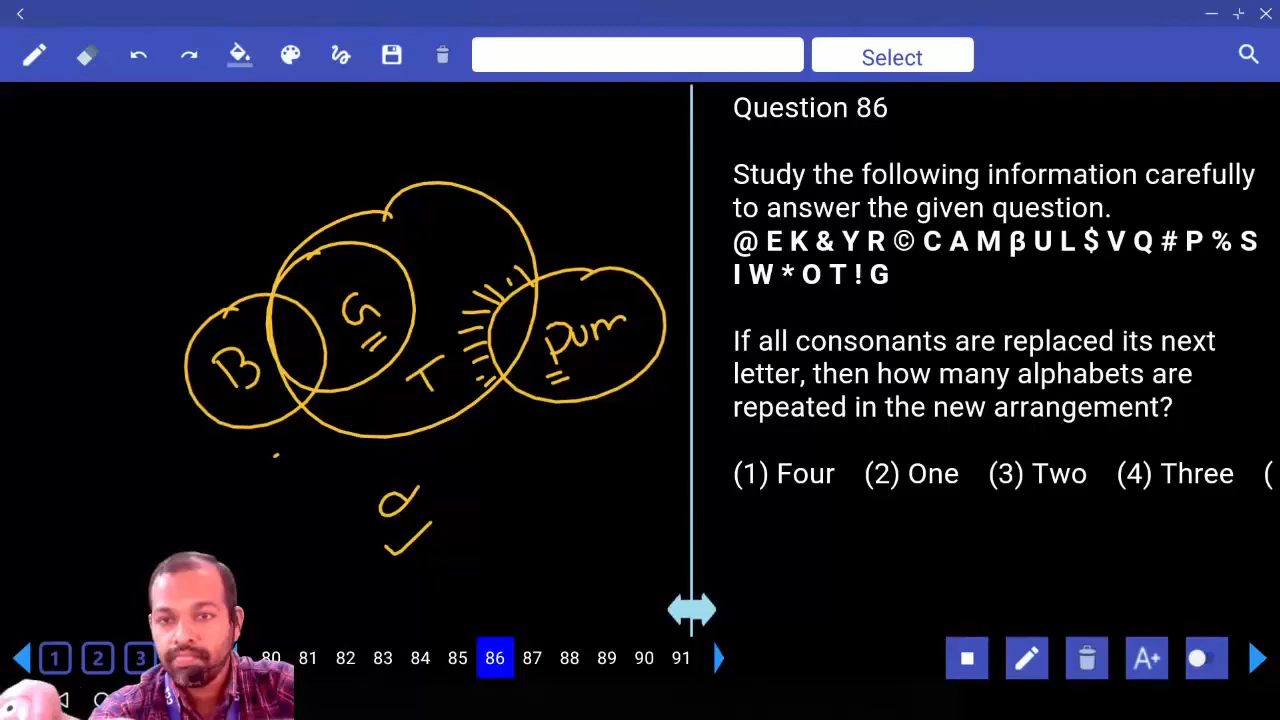 Select
Question 86
Study the following information carefully
to answer the given question.
@ E K & Y R © C A M β U L $ V Q # P % S
I W * O T ! G
If all consonants are replaced its next
letter, then how many alphabets are
repeated in the new arrangement?
(1) Four (2) One (3) Two (4) Three (
B
G
T
pum
d
1 2 3 80 81 82 83 84 85 86 87 88 89 90 91
A+